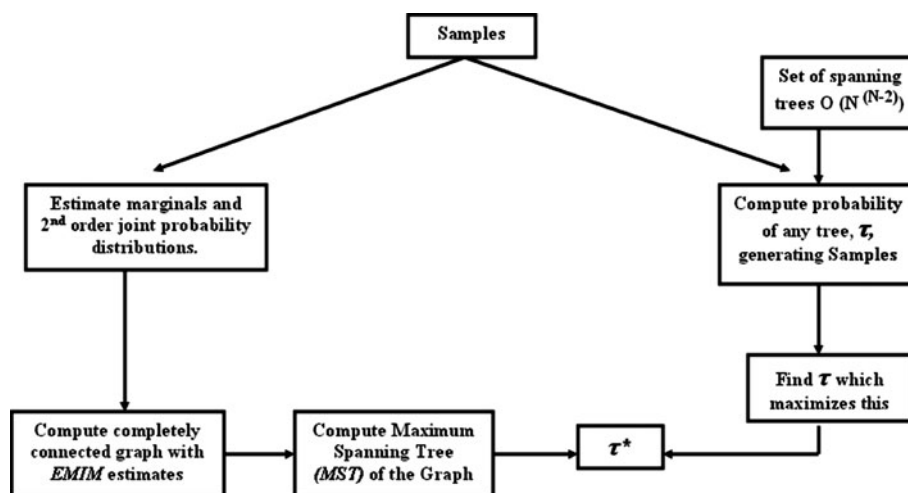 Samples
Set of spanning
trees O (N (N-2))
Estimate marginals and
2nd order joint probability
distributions.
Compute probability
of any tree, τ,
generating Samples
Find τ which
maximizes this
Compute completely
connected graph with
EMIM estimates
Compute Maximum
Spanning Tree
(MST) of the Graph
τ*